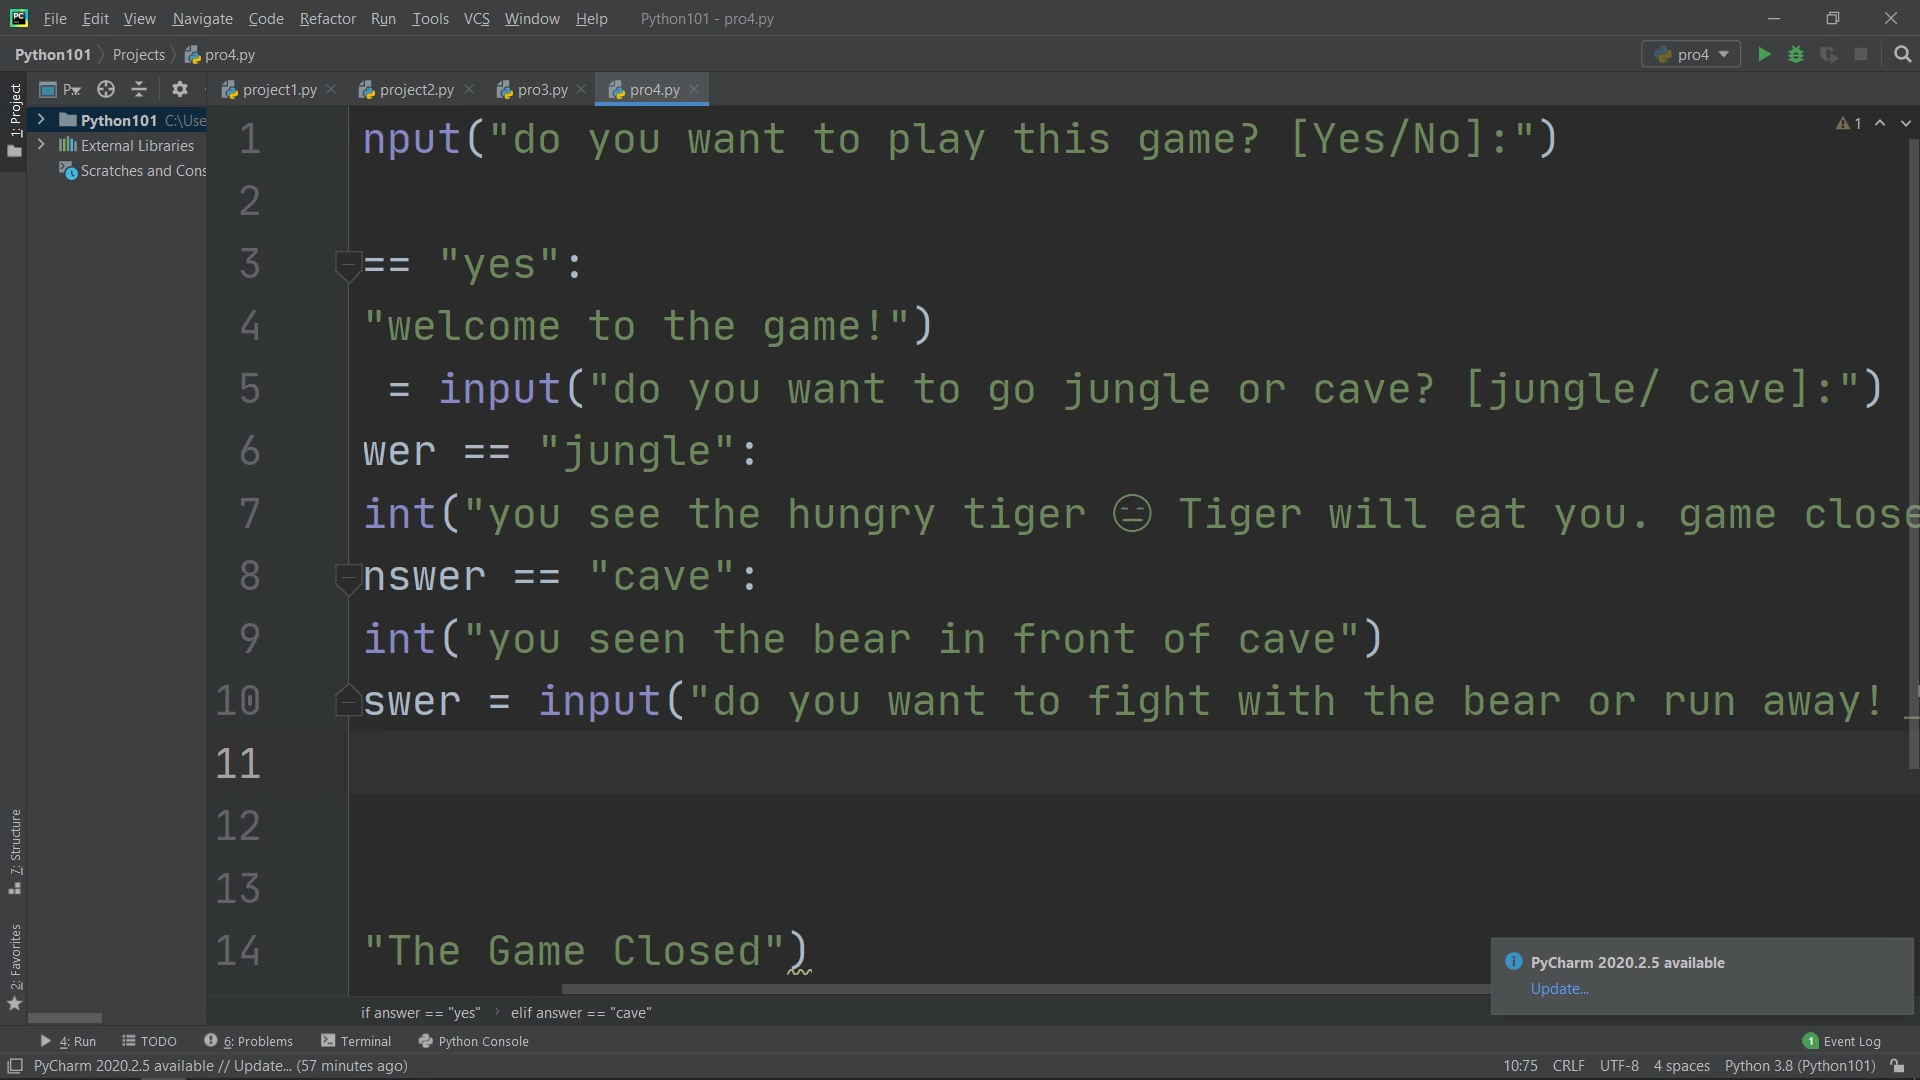 File Edit View Navigate Code Refactor Run Tools VCS Window Help Python101 - pro4.py
Python101 Projects pro4.py pro4
1: Project P... project1.py project2.py pro3.py pro4.py
Python101 C:\Use
External Libraries
Scratches and Cons
1
1 nput("do you want to play this game? [Yes/No]:")
2
3 == "yes":
4 "welcome to the game!")
5 = input("do you want to go jungle or cave? [jungle/ cave]:")
6 wer == "jungle":
7 int("you see the hungry tiger 😑 Tiger will eat you. game close
8 nswer == "cave":
9 int("you seen the bear in front of cave")
10 swer = input("do you want to fight with the bear or run away!
11
12
13
14 "The Game Closed")
7: Structure
2: Favorites
PyCharm 2020.2.5 available
Update...
if answer == "yes" › elif answer == "cave"
4: Run TODO 6: Problems Terminal Python Console 1 Event Log
PyCharm 2020.2.5 available // Update... (57 minutes ago) 10:75 CRLF UTF-8 4 spaces Python 3.8 (Python101)